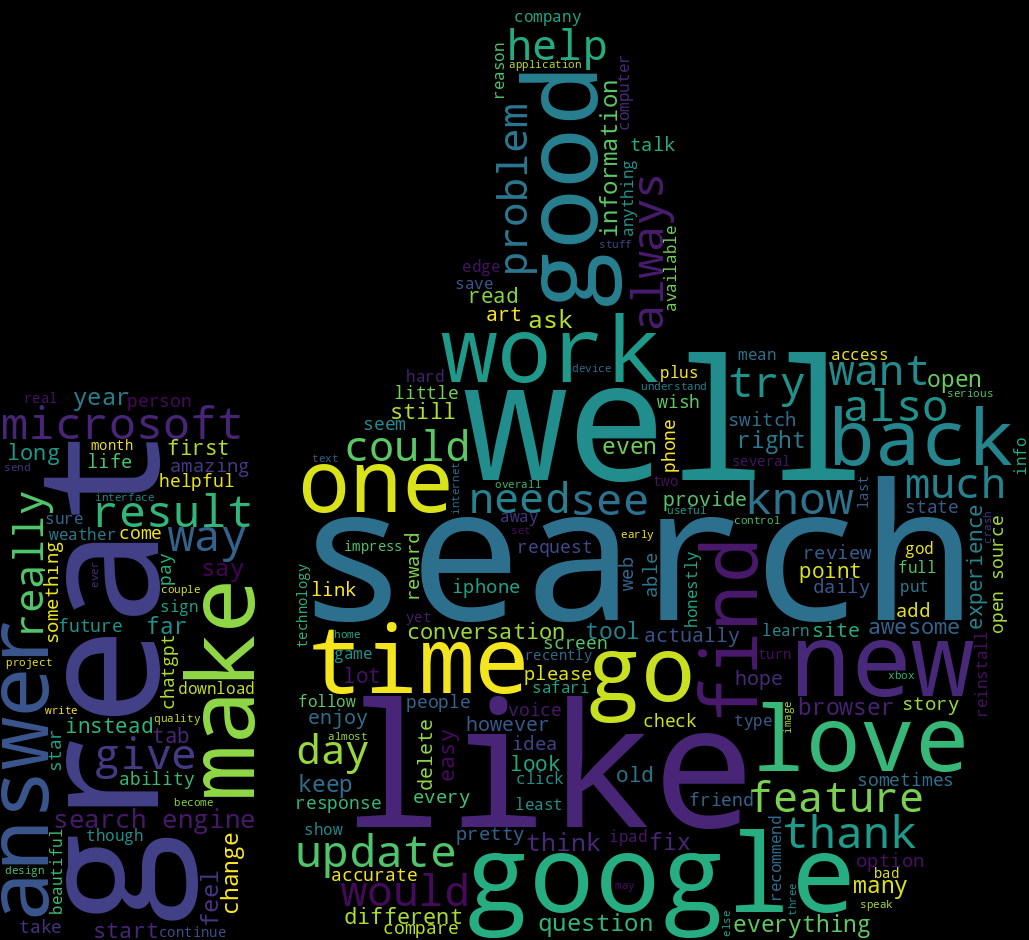 company
help
application
reason
good
computer
problem
information
talk
anything
always
stuff
available
edge
save
read
art
ask
work
device
well
mean
access
plus
understand
try
want
open
serious
wish
also
switch
back
right
phone
even
info
hard
little
still
seem
could
text
one
internet
overall
need
see
several
two
provide
useful
know
control
last
much
state
real
year
person
microsoft
month
first
long
life
amazing
send
helpful
great
interface
result
really
sure
weather
come
way
something
ever
pay
say
couple
sign
make
future
far
answer
project
chatgpt
download
write
quality
instead
tab
star
give
ability
become
search engine
though
beautiful
design
change
feel
take
start
continue
away
set
early
search
impress
reward
request
web
able
honestly
find
review
god
point
full
daily
put
experience
open source
crash
link
iphone
technology
add
awesome
yet
conversation
tool
actually
learn
site
screen
time
home
game
recently
go
turn
new
reinstall
lot
please
safari
hope
xbox
follow
people
voice
check
type
browser
story
image
enjoy
almost
however
like
love
day
delete
easy
idea
look
click
old
sometimes
keep
response
every
least
friend
feature
show
pretty
think
ipad
fix
recommend
thank
update
accurate
option
would
google
may
many
bad
three
speak
different
compare
question
else
everything